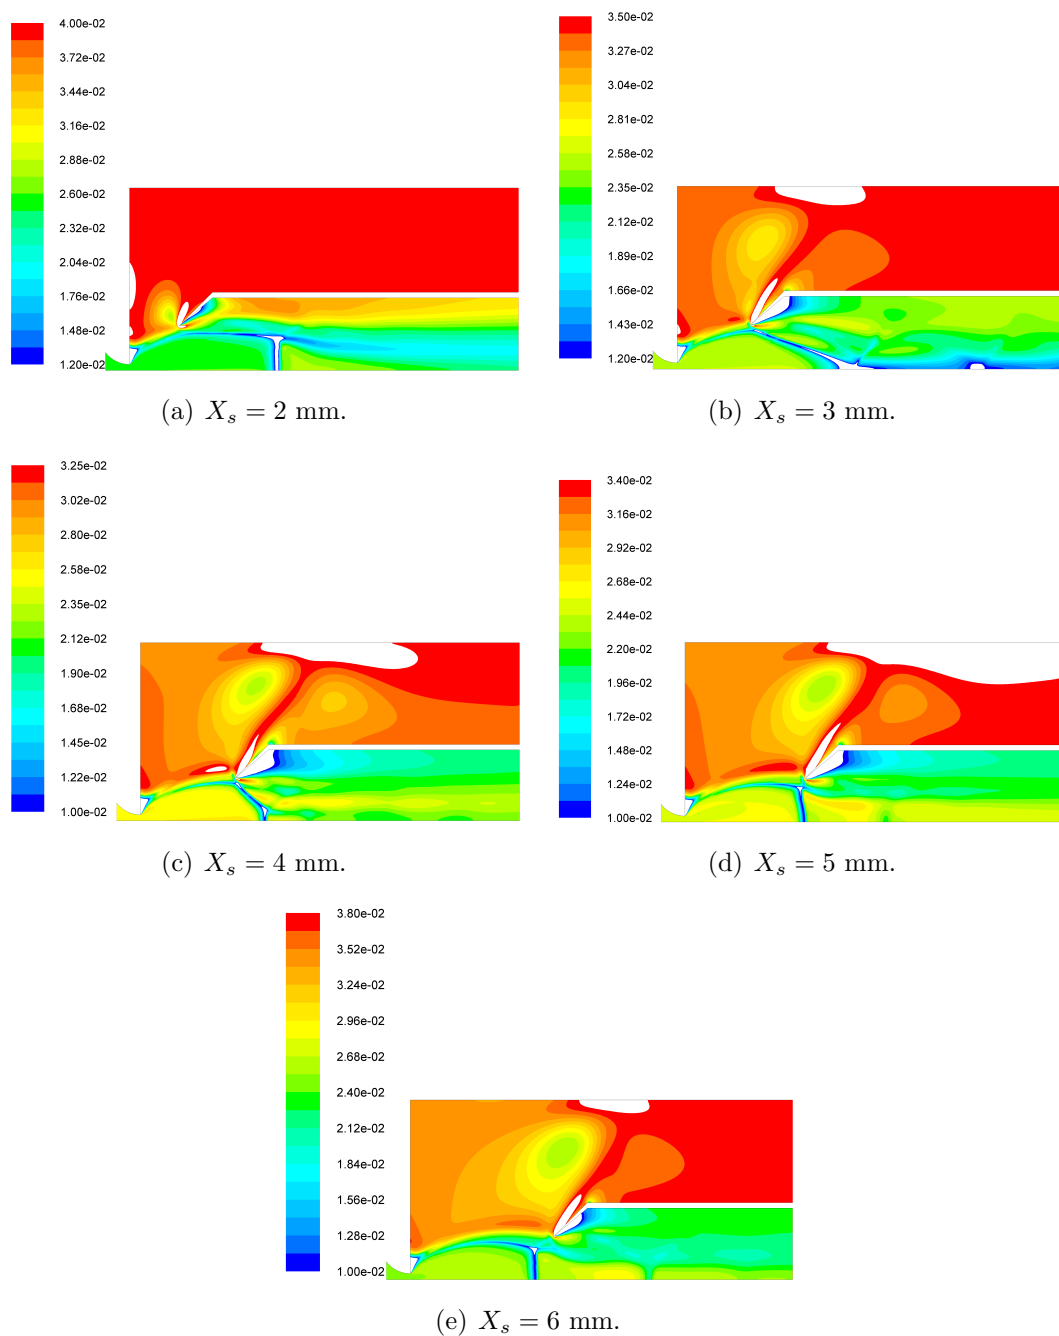 4.00e-02
3.72e-02
3.44e-02
3.16e-02
2.88e-02
2.60e-02
2.32e-02
2.04e-02
1.76e-02
1.48e-02
1.20e-02
(a) X_s = 2 mm.
3.50e-02
3.27e-02
3.04e-02
2.81e-02
2.58e-02
2.35e-02
2.12e-02
1.89e-02
1.66e-02
1.43e-02
1.20e-02
(b) X_s = 3 mm.
3.25e-02
3.02e-02
2.80e-02
2.58e-02
2.35e-02
2.12e-02
1.90e-02
1.68e-02
1.45e-02
1.22e-02
1.00e-02
(c) X_s = 4 mm.
3.40e-02
3.16e-02
2.92e-02
2.68e-02
2.44e-02
2.20e-02
1.96e-02
1.72e-02
1.48e-02
1.24e-02
1.00e-02
(d) X_s = 5 mm.
3.80e-02
3.52e-02
3.24e-02
2.96e-02
2.68e-02
2.40e-02
2.12e-02
1.84e-02
1.56e-02
1.28e-02
1.00e-02
(e) X_s = 6 mm.